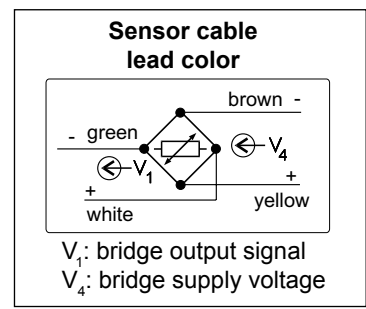 Sensor cable
lead color
brown -
- green
V₄
V₁
+
+
white
yellow
V₁: bridge output signal
V₄: bridge supply voltage